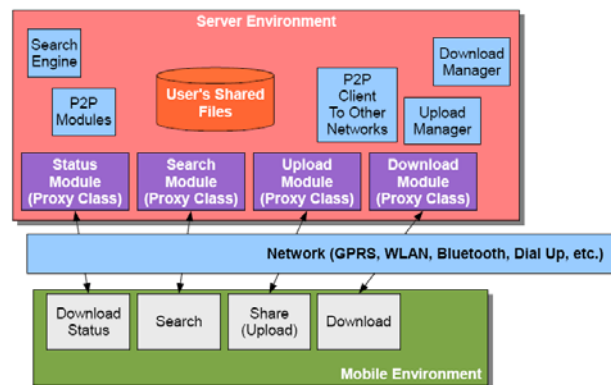 Server Environment
Search
Engine
Download
Manager
P2P
Modules
User's Shared
Files
P2P
Client
To Other
Networks
Upload
Manager
Status
Module
(Proxy Class)
Search
Module
(Proxy Class)
Upload
Module
(Proxy Class)
Download
Module
(Proxy Class)
Network (GPRS, WLAN, Bluetooth, Dial Up, etc.)
Download
Status
Search
Share
(Upload)
Download
Mobile Environment